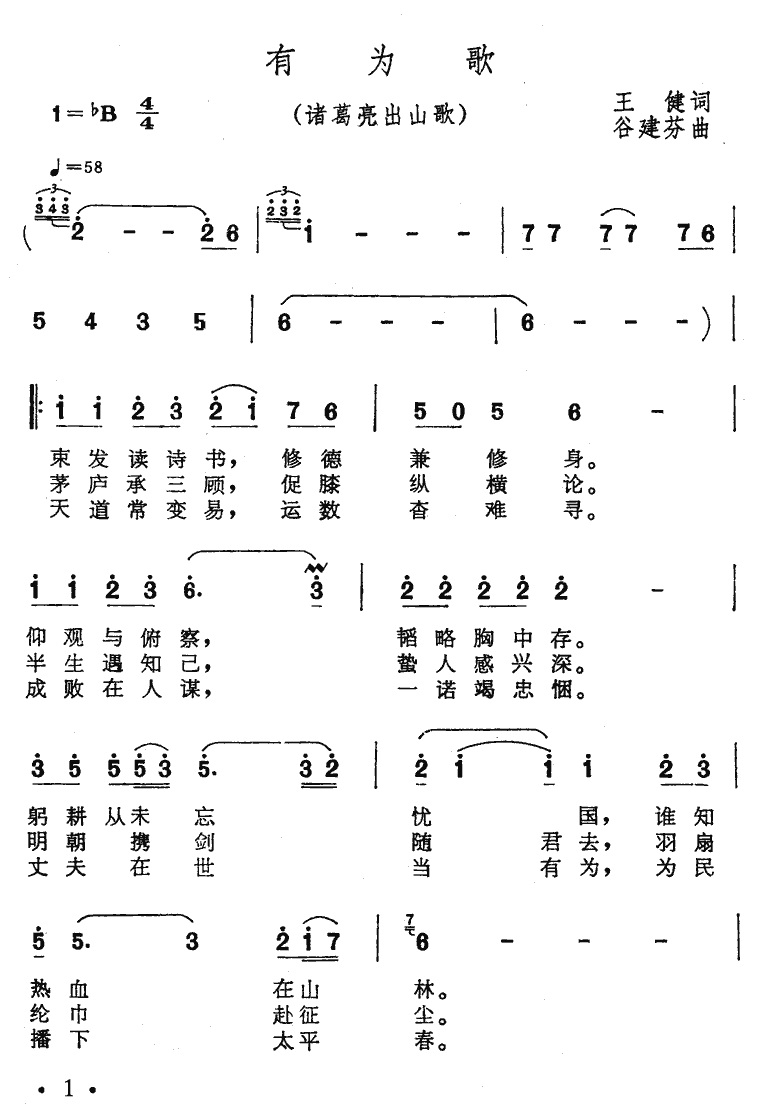 有为歌
1=♭B 4/4
(诸葛亮出山歌)
王健词
谷建芬曲
♩=58
3 3
3 4 3 2 - - 2 6 | 2 3 2 1 - - - | 7 7 7 7 7 6 |
5 4 3 5 | 6 - - - | 6 - - - ) |
1 1 2 3 2 1 7 6 | 5 0 5 6 - |
束发读诗书，修德兼修身。
茅庐承三顾，促膝纵横论。
天道常变易，运数杳难寻。
1 1 2 3 6. 3 | 2 2 2 2 2 - |
仰观与俯察，韬略胸中存。
半生遇知己，蛰人感兴深。
成败在人谋，一诺竭忠悃。
3 5 5 5 3 5. 3 2 | 2 1 1 1 2 3 |
躬耕从未忘忧国，谁知
明朝携剑随君去，羽扇
丈夫在世当有为，为民
5 5. 3 2 1 7 | 7 6 - - - |
热血在山林。
纶巾赴征尘。
播下太平春。
· 1 ·